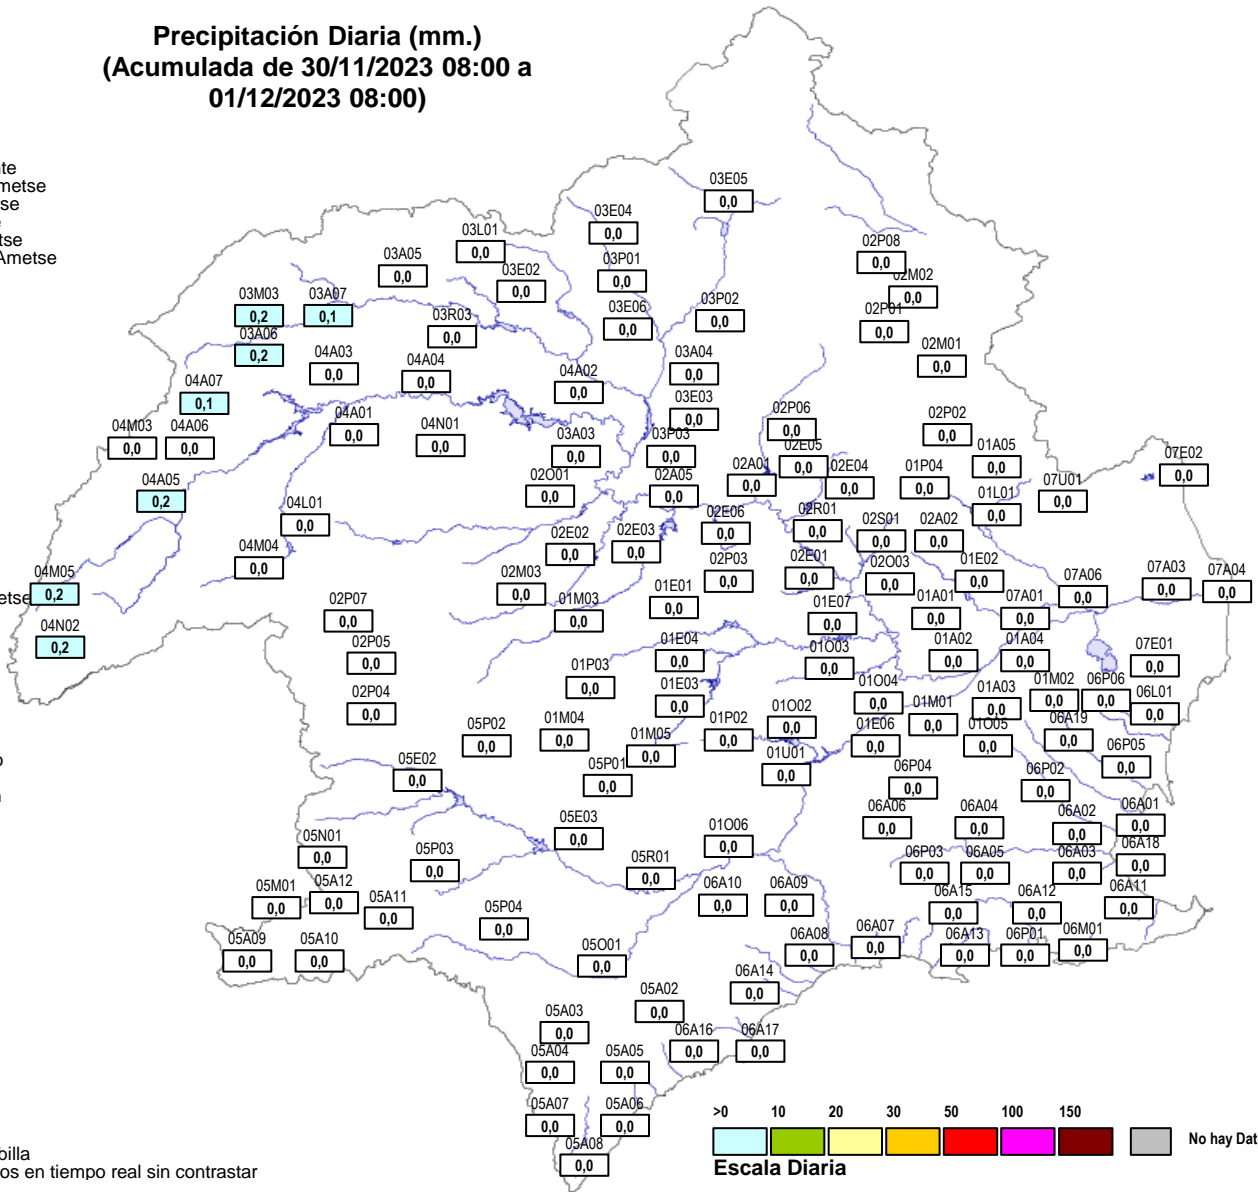 Precipitación Diaria (mm.)
(Acumulada de 30/11/2023 08:00 a
01/12/2023 08:00)
03E05
0,0
03E04
0,0
03L01
0,0
02P08
0,0
03A05
0,0
03P01
0,0
03E02
0,0
02M02
0,0
03M03
0,2
03A07
0,1
03P02
0,0
03E06
0,0
02P01
0,0
03R03
0,0
03A06
0,2
04A03
0,0
04A04
0,0
03A04
0,0
02M01
0,0
04A02
0,0
04A07
0,1
03E03
0,0
04A01
0,0
02P06
0,0
02P02
0,0
04M03
0,0
04A06
0,0
04N01
0,0
03A03
0,0
03P03
0,0
02E05
0,0
01A05
0,0
07E02
0,0
02A01
0,0
02E04
0,0
01P04
0,0
04A05
0,2
02O01
0,0
02A05
0,0
07U01
0,0
01L01
0,0
04L01
0,0
02E06
0,0
02R01
0,0
02S01
0,0
02A02
0,0
02E02
0,0
02E03
0,0
04M04
0,0
02P03
0,0
02E01
0,0
02O03
0,0
01E02
0,0
04M05
0,2
02M03
0,0
07A06
0,0
07A03
0,0
07A04
0,0
02P07
0,0
01M03
0,0
01E01
0,0
01E07
0,0
01A01
0,0
07A01
0,0
04N02
0,2
02P05
0,0
01E04
0,0
01O03
0,0
01A02
0,0
01A04
0,0
07E01
0,0
01P03
0,0
02P04
0,0
01E03
0,0
01O04
0,0
01A03
0,0
01M02
0,0
06P06
0,0
06L01
0,0
01M01
0,0
05P02
0,0
01M04
0,0
01M05
0,0
01P02
0,0
01O02
0,0
01E06
0,0
01O05
0,0
06A19
0,0
05E02
0,0
05P01
0,0
01U01
0,0
06P04
0,0
06P02
0,0
06P05
0,0
05E03
0,0
01O06
0,0
06A06
0,0
06A04
0,0
06A02
0,0
06A01
0,0
05N01
0,0
05P03
0,0
05R01
0,0
06P03
0,0
06A05
0,0
06A03
0,0
06A18
0,0
05M01
0,0
05A12
0,0
05A11
0,0
06A10
0,0
06A09
0,0
06A15
0,0
06A12
0,0
06A11
0,0
05P04
0,0
05A09
0,0
05A10
0,0
05O01
0,0
06A08
0,0
06A07
0,0
06A13
0,0
06P01
0,0
06M01
0,0
06A14
0,0
05A02
0,0
05A03
0,0
06A16
0,0
06A17
0,0
05A04
0,0
05A05
0,0
05A07
0,0
05A06
0,0
05A08
0,0
>0 10 20 30 50 100 150
No hay Dat
Escala Diaria
en tiempo real sin contrastar